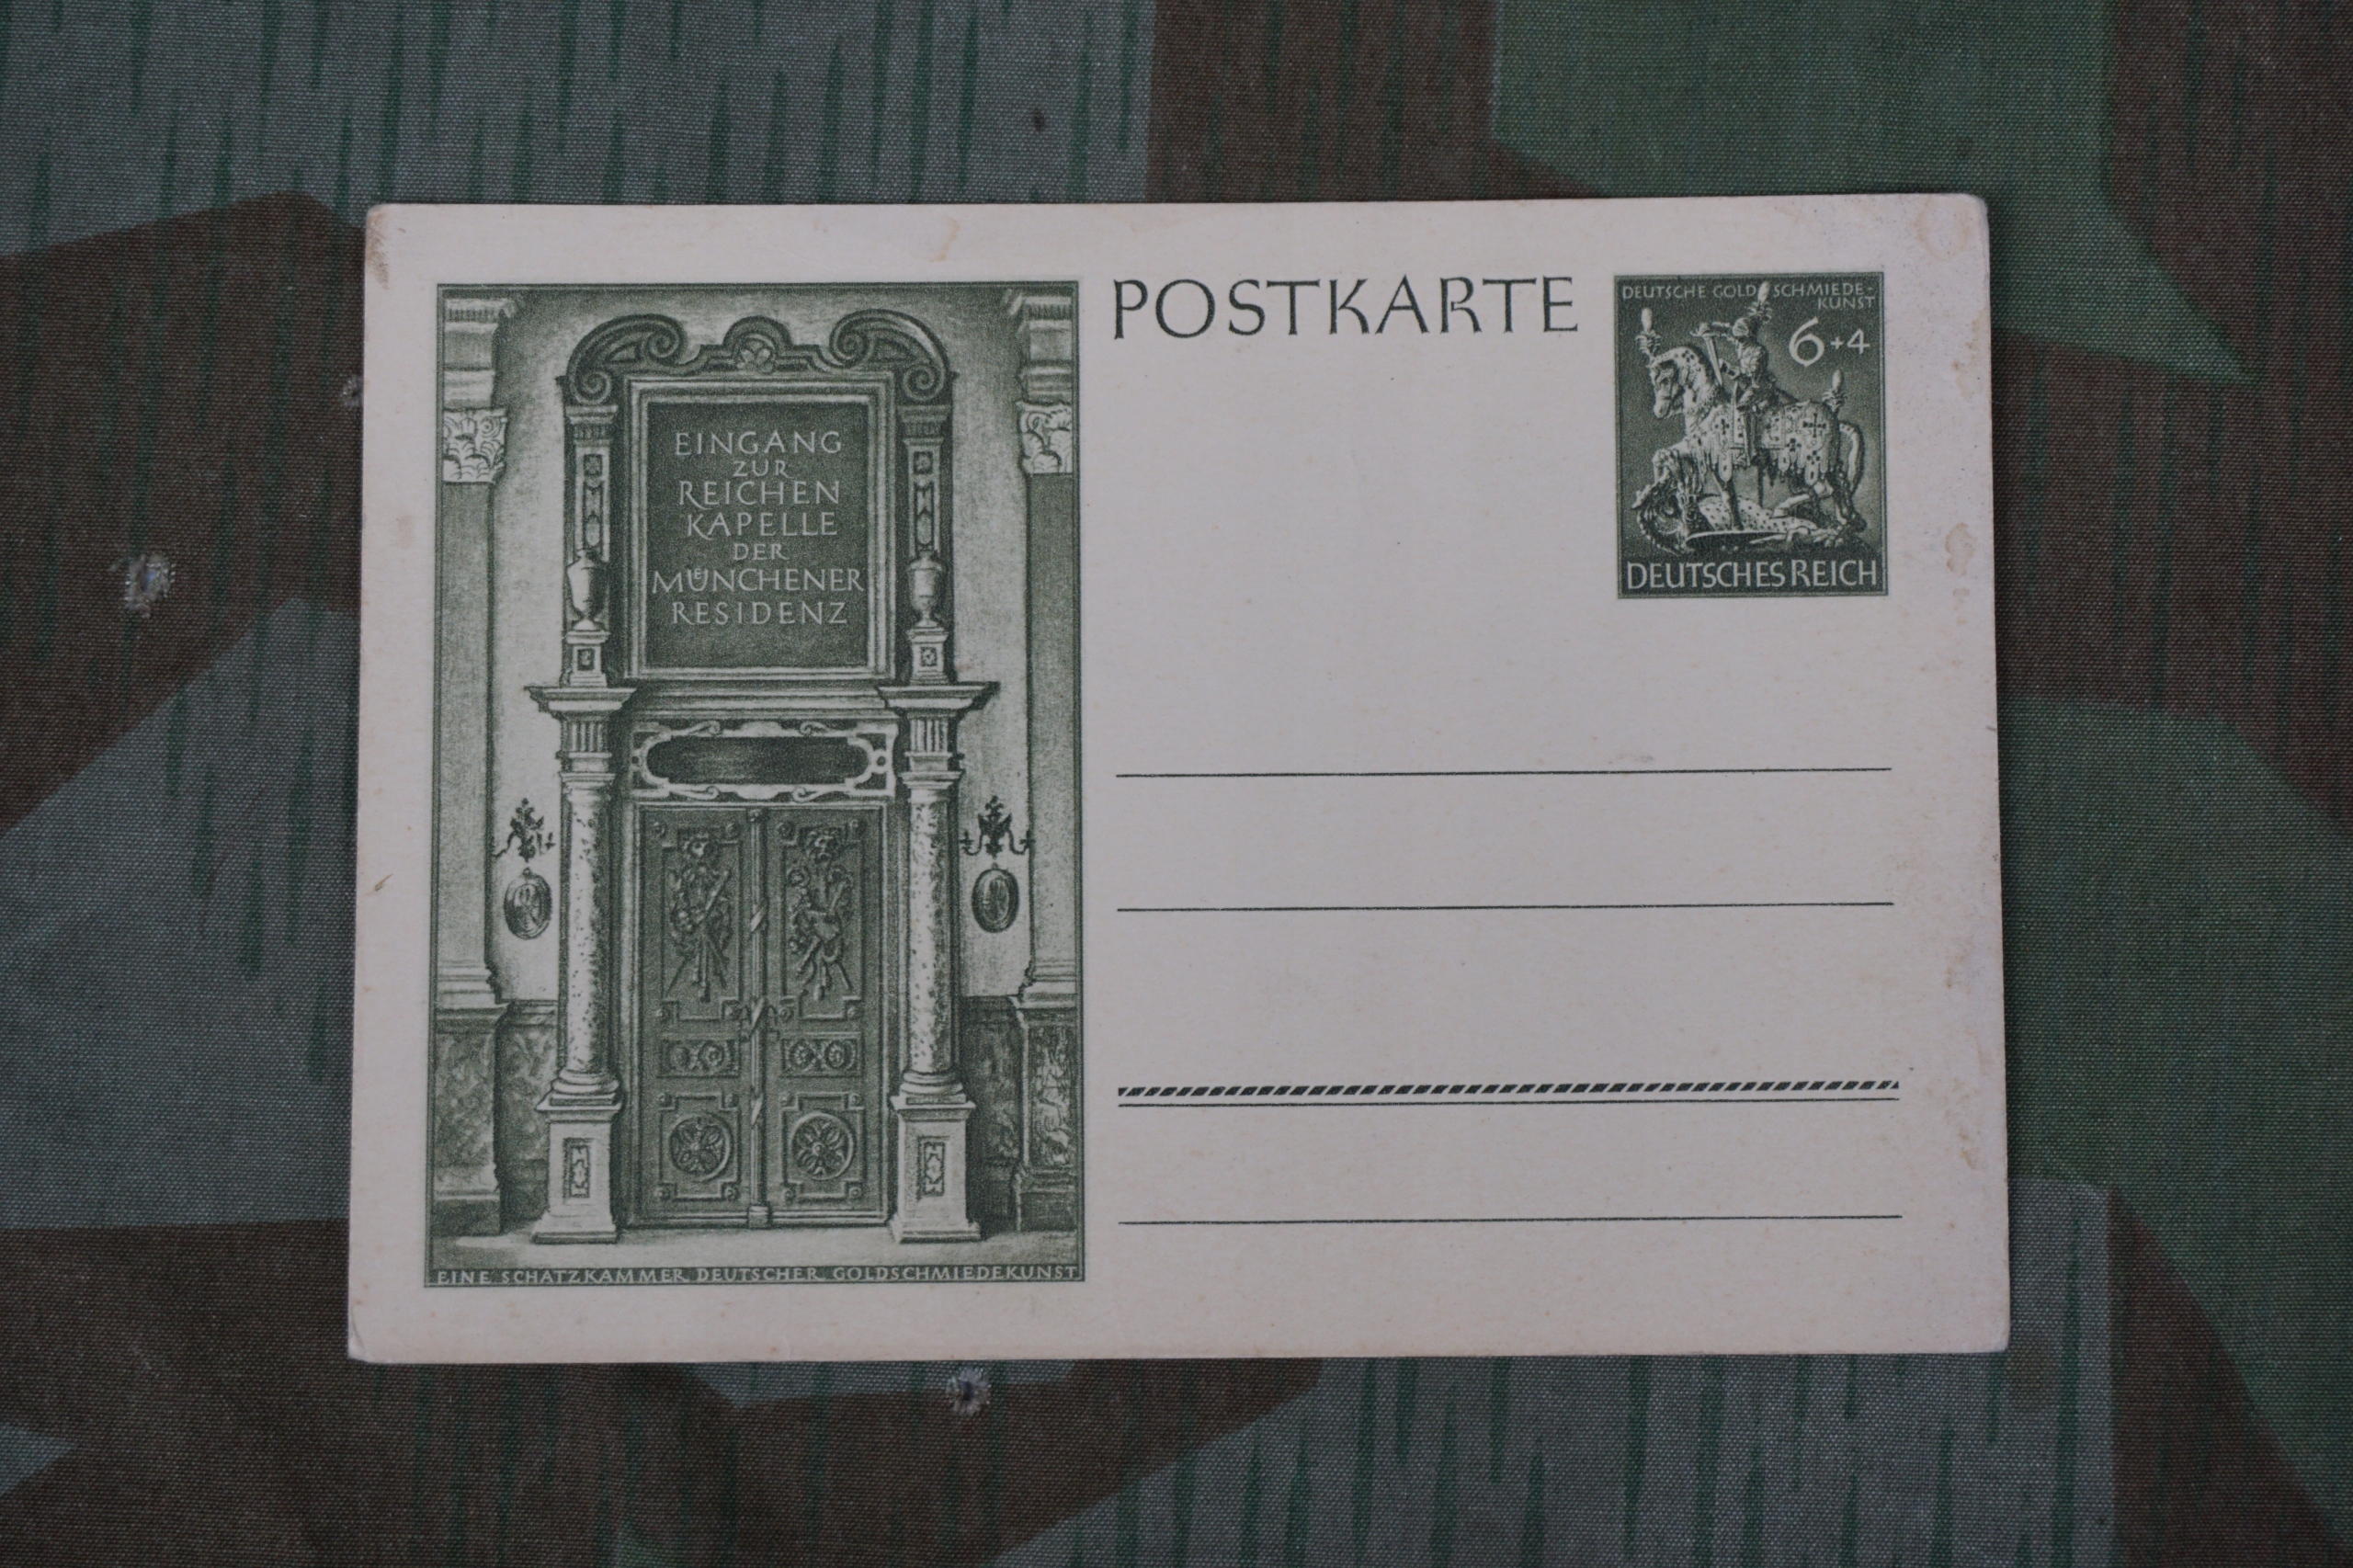 EINGANG
ZUR
REICHEN
KAPELLE
DER
MÜNCHENER
RESIDENZ
EINE SCHATZKAMMER DEUTSCHER GOLDSCHMIEDEKUNST
POSTKARTE
DEUTSCHE GOLDSCHMIEDE-
KUNST
6+4
DEUTSCHES REICH